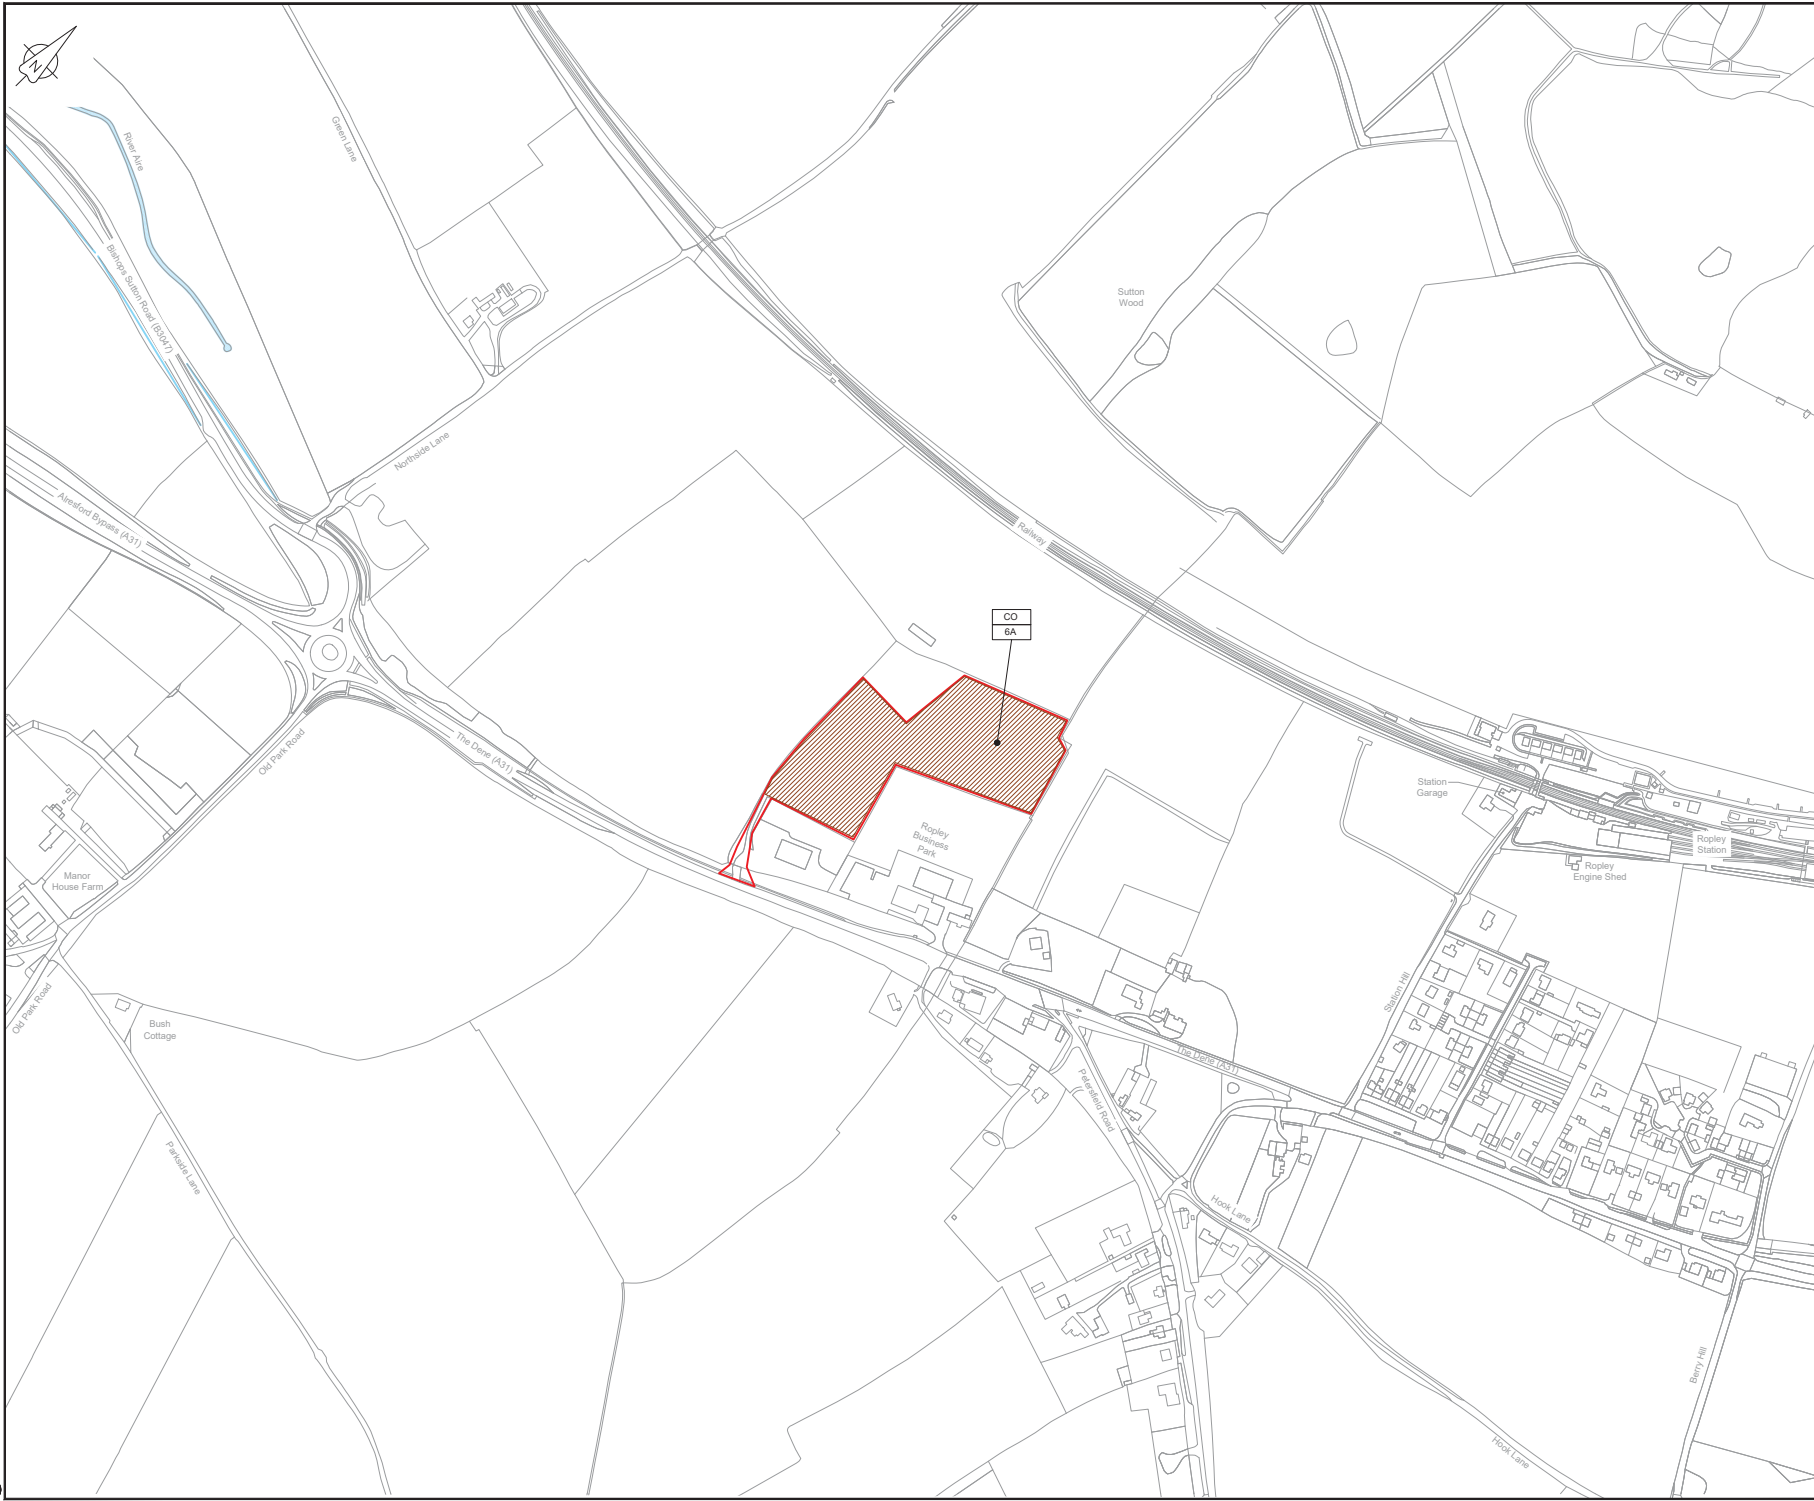 N
River Aire
Green Lane
Bishops Sutton Road (B3047)
Sutton
Wood
Northside Lane
Alresford Bypass (A31)
Railway
CO
6A
Old Park Road
The Dene (A31)
Station
Garage
Ropley
Business
Park
Ropley
Station
Ropley
Engine Shed
Manor
House Farm
Station Hill
Old Park Road
Bush
Cottage
The Dene (A31)
Petersfield Road
Parkside Lane
Hook Lane
Berry Hill
Hook Lane